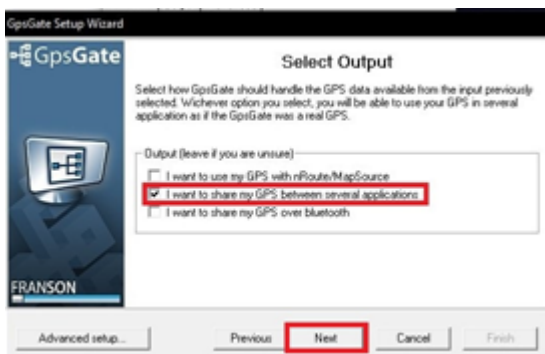 GpsGate Setup Wizard
GpsGate
Select Output
Select how GpsGate should handle the GPS data available from the input previously
selected. Wichever option you select, you will be able to use your GPS in several
application as if the GpsGate was a real GPS.
Output (leave if you are unsure)
I want to use my GPS with nRoute/MapSource
I want to share my GPS between several applications
I want to share my GPS over bluetooth
FRANSON
Advanced setup...
Previous
Next
Cancel
Finish